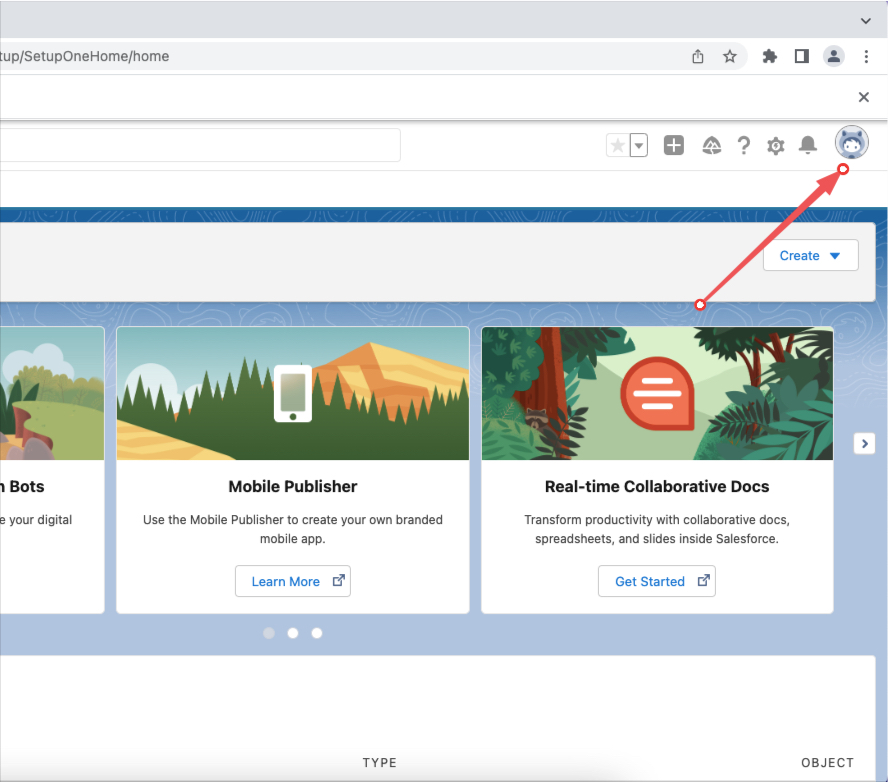 tup/SetupOneHome/home
Create
n Bots
e your digital
Mobile Publisher
Use the Mobile Publisher to create your own branded
mobile app.
Learn More
Real-time Collaborative Docs
Transform productivity with collaborative docs,
spreadsheets, and slides inside Salesforce.
Get Started
TYPE
OBJECT